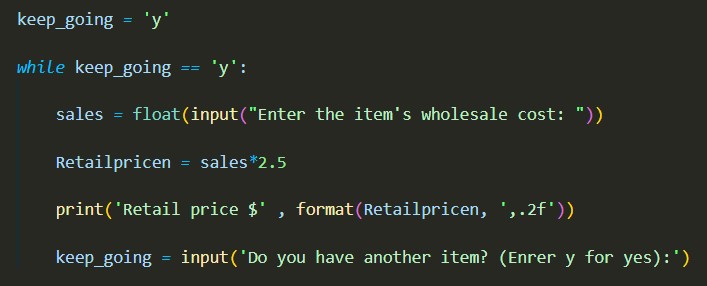 keep_going = 'y'
while keep_going == 'y':
sales = float(input("Enter the item's wholesale cost: "))
Retailpricen = sales*2.5
print('Retail price $' , format(Retailpricen, ',.2f'))
keep_going = input('Do you have another item? (Enrer y for yes):')